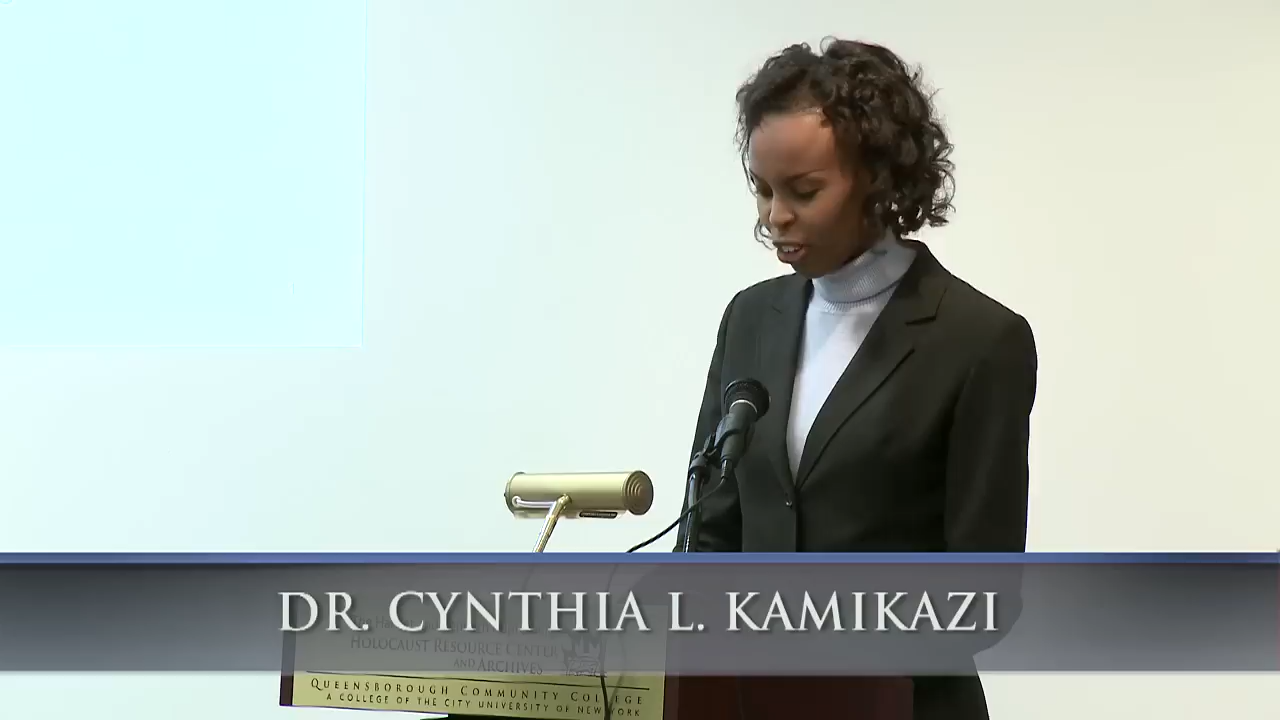 DR. CYNTHIA L. KAMIKAZI
HOLOCAUST RESOURCE CENTER
AND ARCHIVES
QUEENSBOROUGH COMMUNITY COLLEGE
A COLLEGE OF THE CITY UNIVERSITY OF NEW YORK